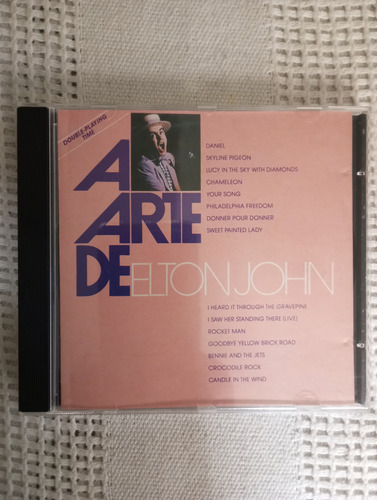 DOUBLE PLAYING
TIME
A
ARTE
DE ELTON JOHN
DANIEL
SKYLINE PIGEON
LUCY IN THE SKY WITH DIAMONDS
CHAMELEON
YOUR SONG
PHILADELPHIA FREEDOM
DONNER POUR DONNER
SWEET PAINTED LADY
I HEARD IT THROUGH THE GRAVEPINE
I SAW HER STANDING THERE (LIVE)
ROCKET MAN
GOODBYE YELLOW BRICK ROAD
BENNIE AND THE JETS
CROCODILE ROCK
CANDLE IN THE WIND